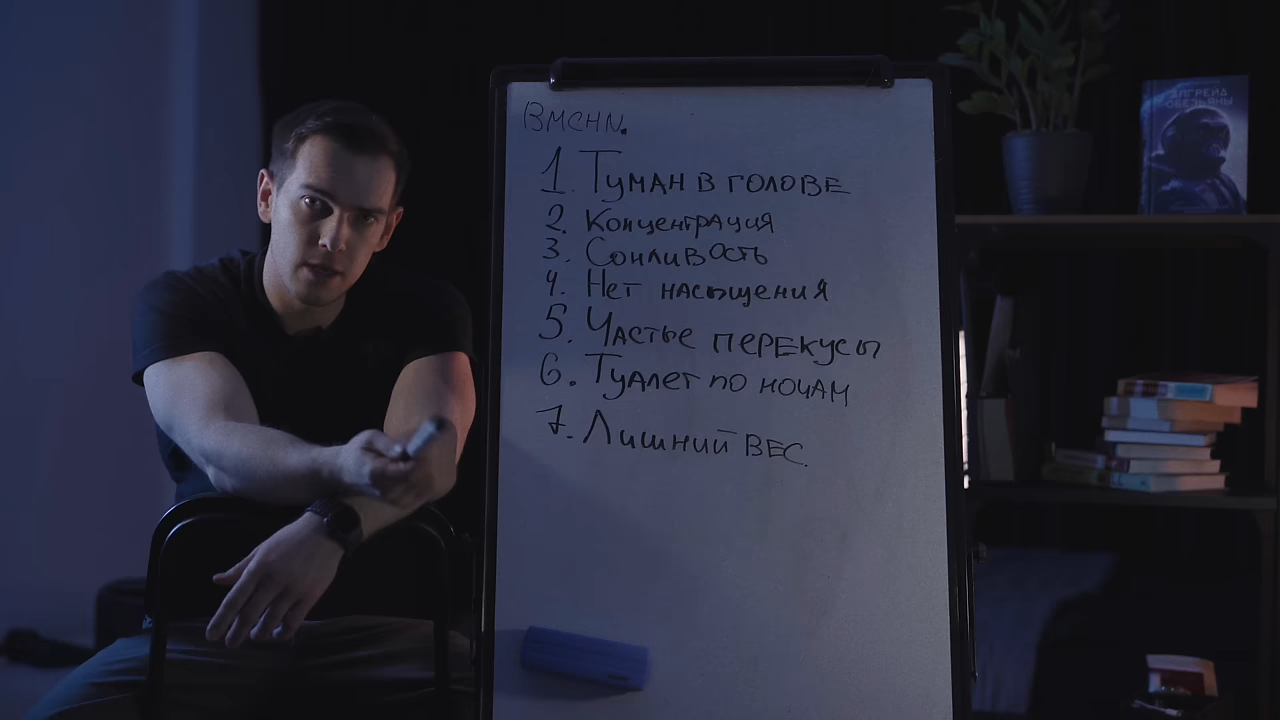 ВМСНN.
1. Туман в голове
2. Концентрация
3. Сонливость
4. Нет насыщения
5. Частые перекусы
6. Туалет по ночам
7. Лишний вес.
АПГРЕЙД
ОБЕЗЬЯНЫ